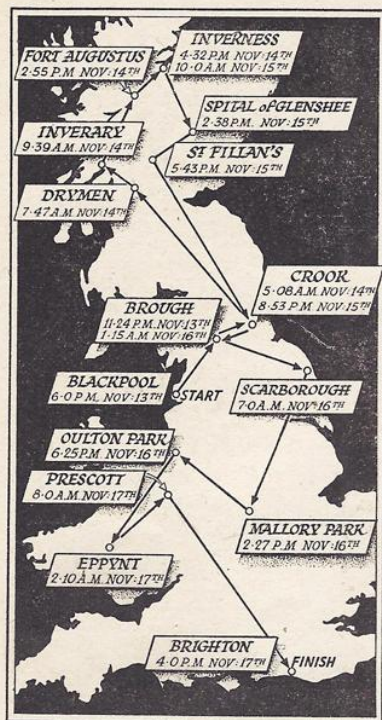 FORT AUGUSTUS
2·55 P.M NOV:14TH
INVERNESS
4·32 P.M. NOV:14TH
10·0 A.M. NOV:15TH
SPITAL of GLENSHEE
2·38 P.M. NOV:15TH
INVERARY
9·39 A.M. NOV:14TH
ST FILLAN'S
5·43 P.M. NOV:15TH
DRYMEN
7·47 A.M. NOV:14TH
CROOK
5·08 A.M. NOV:14TH
8·53 P.M. NOV:15TH
BROUGH
11·24 P.M. NOV:13TH
1·15 A.M. NOV:16TH
BLACKPOOL
6·0 P.M. NOV:13TH
START
SCARBOROUGH
7·0 A.M. NOV:16TH
OULTON PARK
6·25 P.M. NOV:16TH
PRESCOTT
8·0 A.M. NOV:17TH
MALLORY PARK
2·27 P.M NOV:16TH
EPPYNT
2·10 A.M. NOV:17TH
BRIGHTON
4·0 P.M. NOV:17TH
FINISH